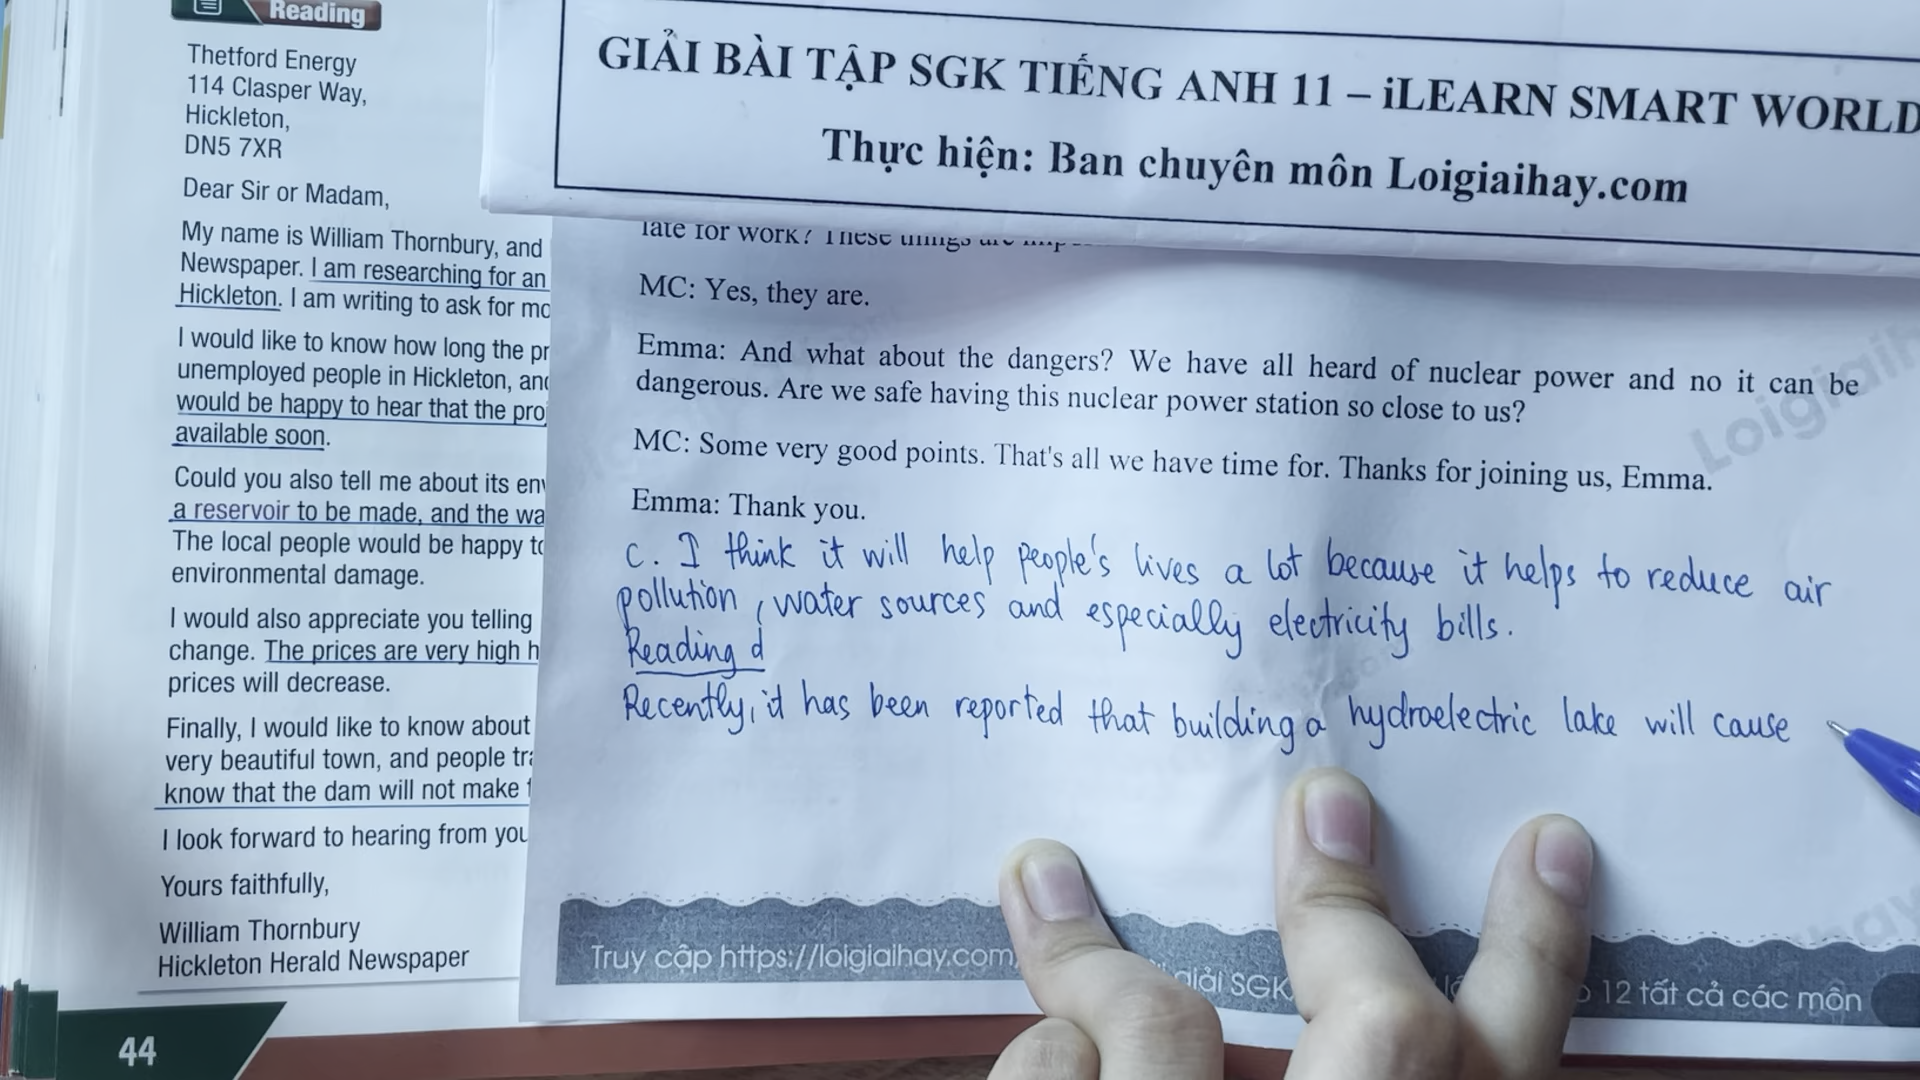 Reading
Thetford Energy
114 Clasper Way,
Hickleton,
DN5 7XR
Dear Sir or Madam,
My name is William Thornbury, and
Newspaper. I am researching for an
Hickleton. I am writing to ask for mo
I would like to know how long the pr
unemployed people in Hickleton, and
would be happy to hear that the pro
available soon.
Could you also tell me about its env
a reservoir to be made, and the wa
The local people would be happy to
environmental damage.
I would also appreciate you telling
change. The prices are very high h
prices will decrease.
Finally, I would like to know about
very beautiful town, and people tra
know that the dam will not make
I look forward to hearing from you
Yours faithfully,
William Thornbury
Hickleton Herald Newspaper
44
GIẢI BÀI TẬP SGK TIẾNG ANH 11 – iLEARN SMART WORLD
Thực hiện: Ban chuyên môn Loigiaihay.com
late for work? These things are
MC: Yes, they are.
Emma: And what about the dangers? We have all heard of nuclear power and no it can be
dangerous. Are we safe having this nuclear power station so close to us?
MC: Some very good points. That's all we have time for. Thanks for joining us, Emma.
Emma: Thank you.
c. I think it will help people's lives a lot because it helps to reduce air
pollution, water sources and especially electricity bills.
Reading d
Recently, it has been reported that building a hydroelectric lake will cause
Truy cập https://loigiaihay.com giải SGK 12 tất cả các môn
Loigiaih